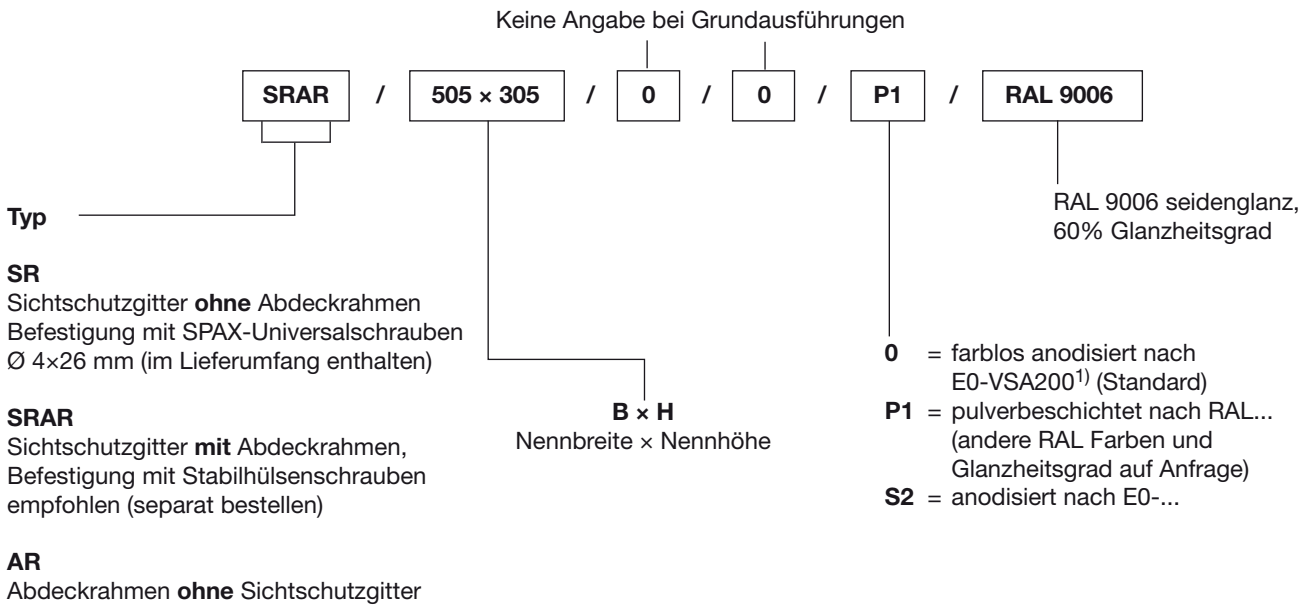 Keine Angabe bei Grundausführungen
SRAR / 505 × 305 / 0 / 0 / P1 / RAL 9006
RAL 9006 seidenglanz,
60% Glanzheitsgrad
Typ
SR
Sichtschutzgitter ohne Abdeckrahmen
Befestigung mit SPAX-Universalschrauben
Ø 4×26 mm (im Lieferumfang enthalten)
SRAR
Sichtschutzgitter mit Abdeckrahmen,
Befestigung mit Stabilhülsenschrauben
empfohlen (separat bestellen)
AR
Abdeckrahmen ohne Sichtschutzgitter
B × H
Nennbreite × Nennhöhe
0 = farblos anodisiert nach
E0-VSA2001) (Standard)
P1 = pulverbeschichtet nach RAL...
(andere RAL Farben und
Glanzheitsgrad auf Anfrage)
S2 = anodisiert nach E0-...